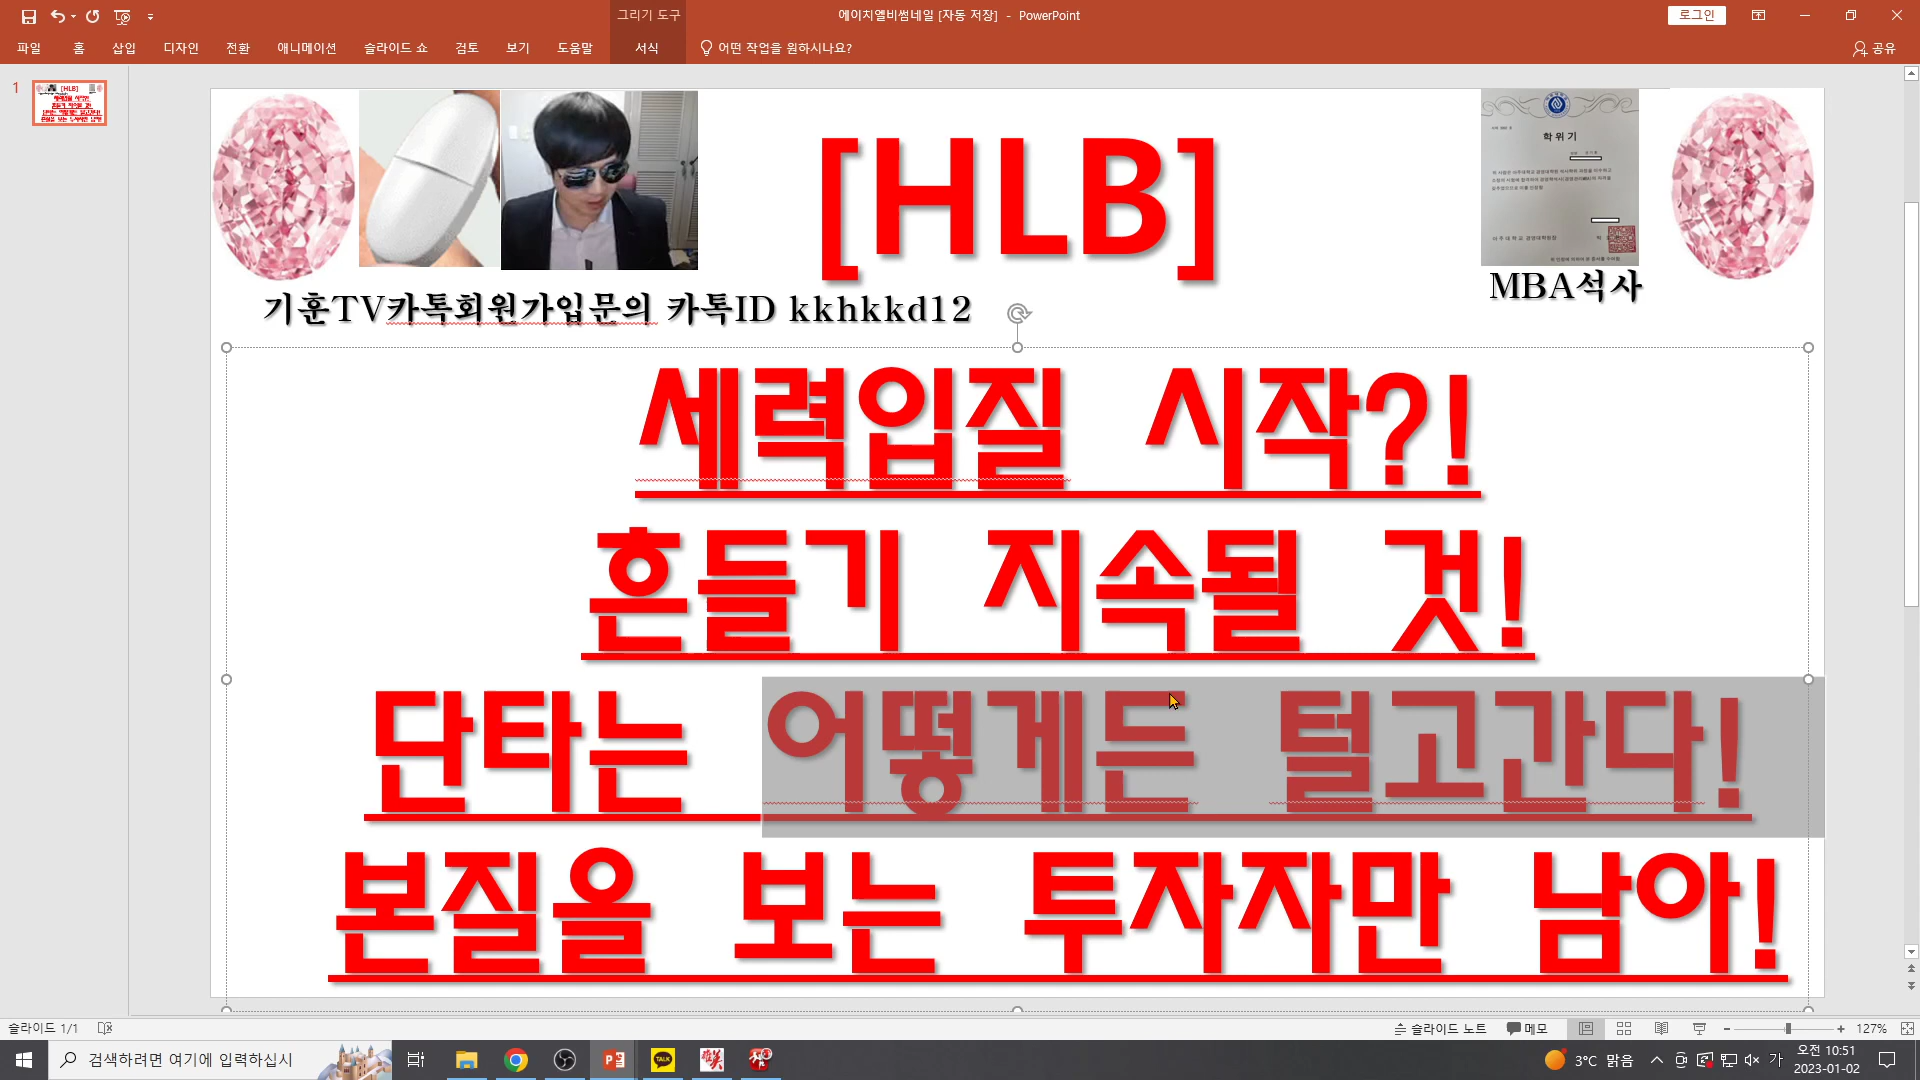 그리기 도구
에이치엘비썸네일 [자동 저장] - PowerPoint
로그인
파일 홈 삽입 디자인 전환 애니메이션 슬라이드 쇼 검토 보기 도움말 서식 어떤 작업을 원하시나요? 공유
1
[HLB]
학 위 기
MBA석사
기훈TV카톡회원가입문의 카톡ID kkhkkd12
세력입질 시작?!
흔들기 지속될 것!
단타는 어떻게든 털고간다!
본질을 보는 투자자만 남아!
슬라이드 1/1
슬라이드 노트 메모 127%
검색하려면 여기에 입력하십시
TALK
3°C 맑음
가
오전 10:51
2023-01-02